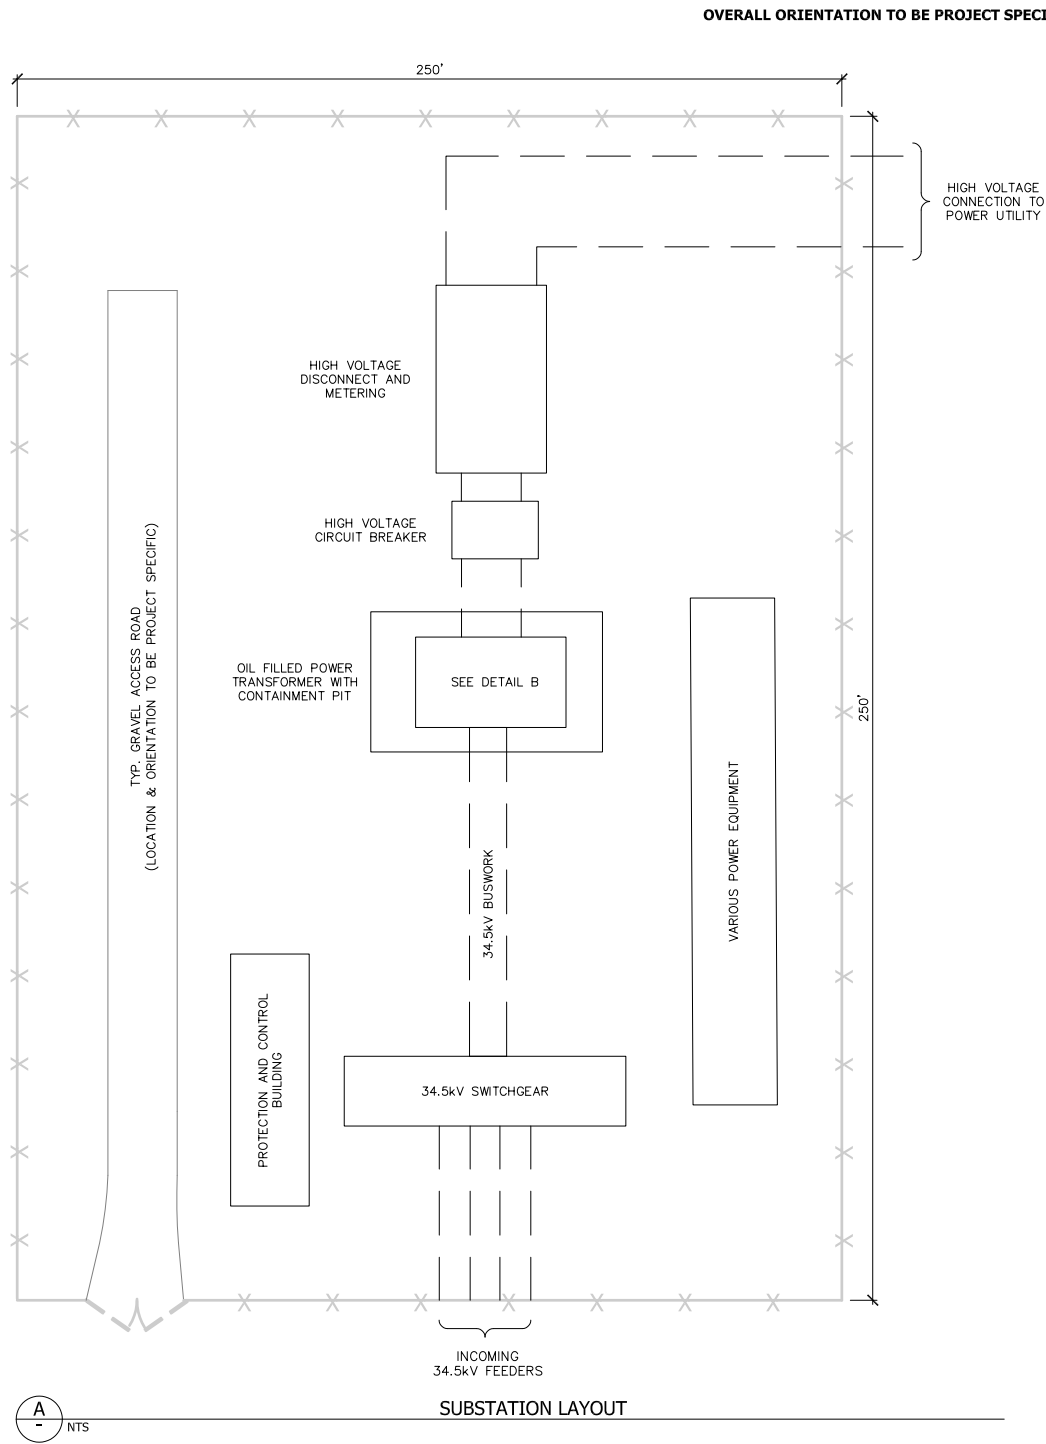 OVERALL ORIENTATION TO BE PROJECT SPECI
250'
HIGH VOLTAGE
CONNECTION TO
POWER UTILITY
HIGH VOLTAGE
DISCONNECT AND
METERING
HIGH VOLTAGE
CIRCUIT BREAKER
TYP. GRAVEL ACCESS ROAD
(LOCATION & ORIENTATION TO BE PROJECT SPECIFIC)
OIL FILLED POWER
TRANSFORMER WITH
CONTAINMENT PIT
SEE DETAIL B
250'
VARIOUS POWER EQUIPMENT
34.5kV BUSWORK
PROTECTION AND CONTROL
BUILDING
34.5kV SWITCHGEAR
INCOMING
34.5kV FEEDERS
A
-
NTS
SUBSTATION LAYOUT